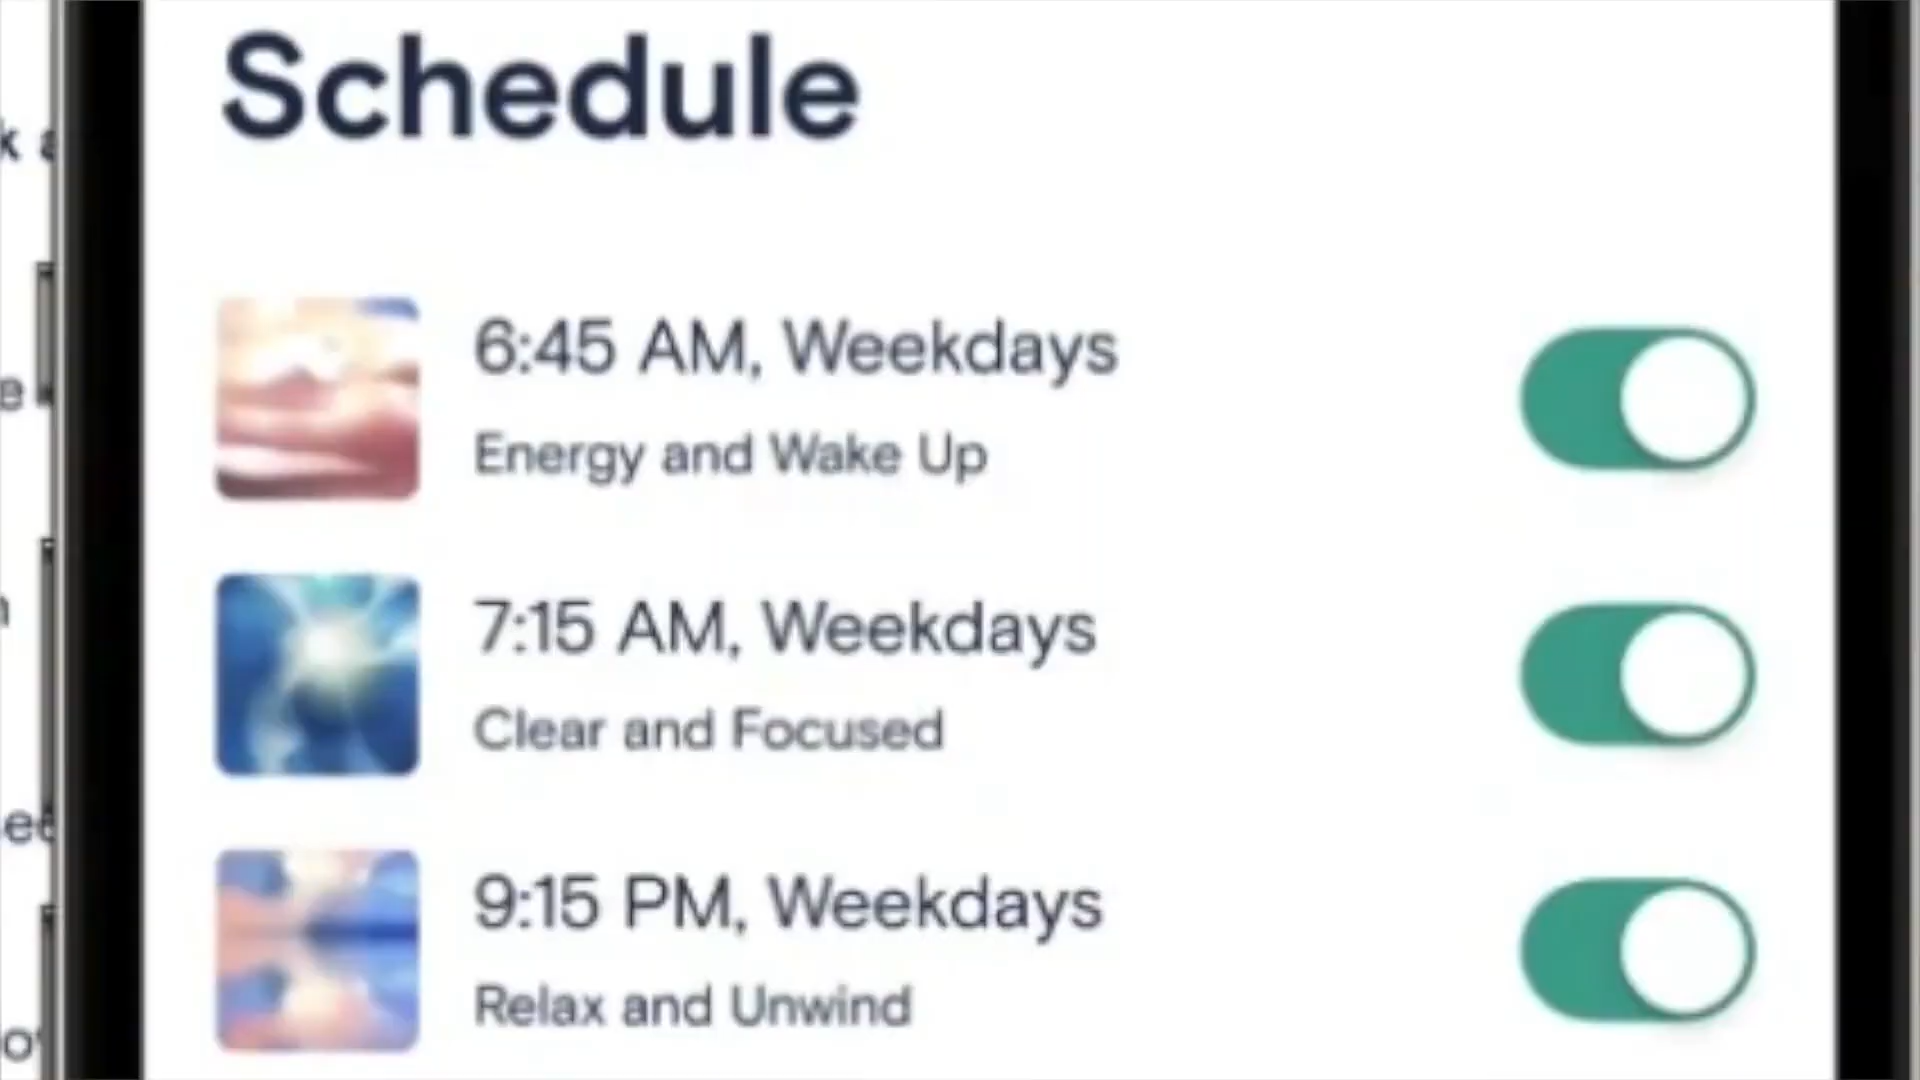 Schedule
6:45 AM, Weekdays
Energy and Wake Up
7:15 AM, Weekdays
Clear and Focused
9:15 PM, Weekdays
Relax and Unwind